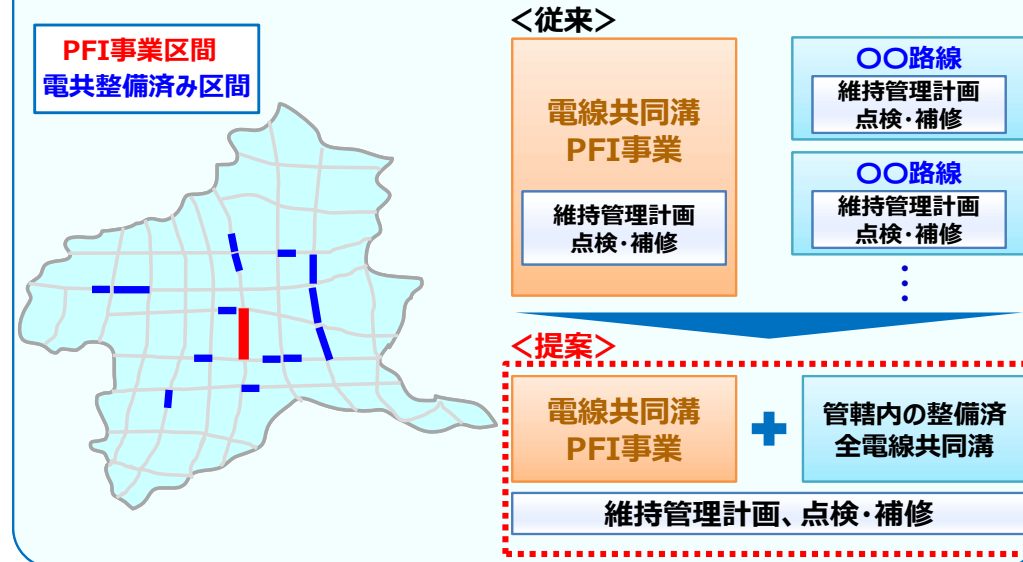 PFI事業区間
電共整備済み区間
＜従来＞
電線共同溝
PFI事業
維持管理計画
点検・補修
〇〇路線
維持管理計画
点検・補修
〇〇路線
維持管理計画
点検・補修
⋮
＜提案＞
電線共同溝
PFI事業
+
管轄内の整備済
全電線共同溝
維持管理計画、点検・補修